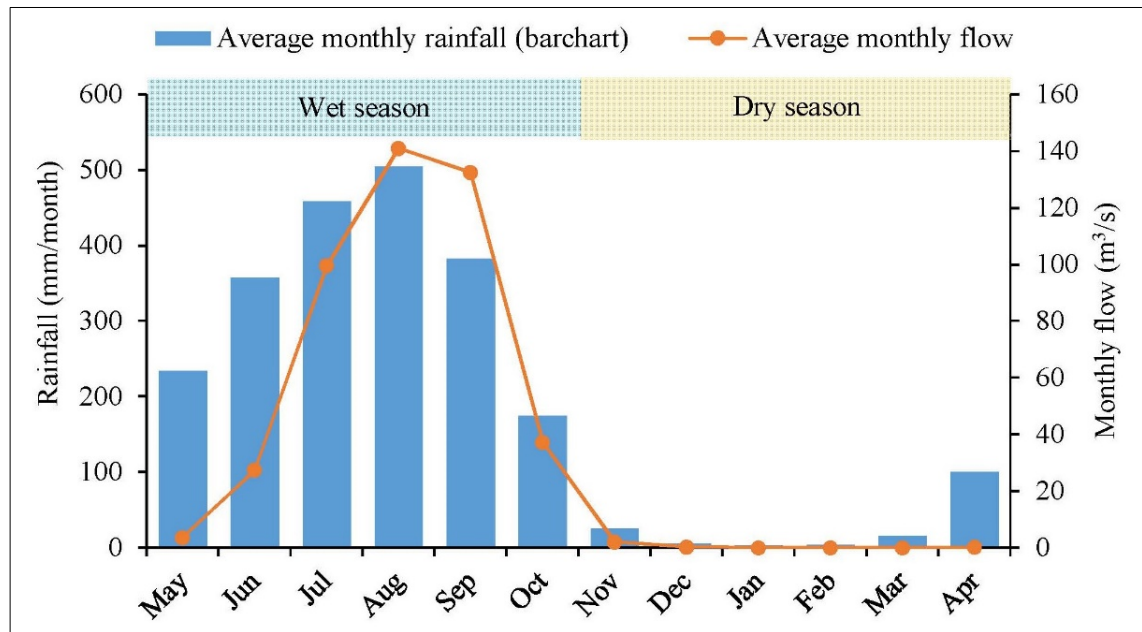 Average monthly rainfall (barchart) Average monthly flow
Wet season Dry season
600 160
500 140
400 120
300 100
200 80
100 60
0 40
20
0
Rainfall (mm/month)
Monthly flow (m³/s)
May Jun Jul Aug Sep Oct Nov Dec Jan Feb Mar Apr